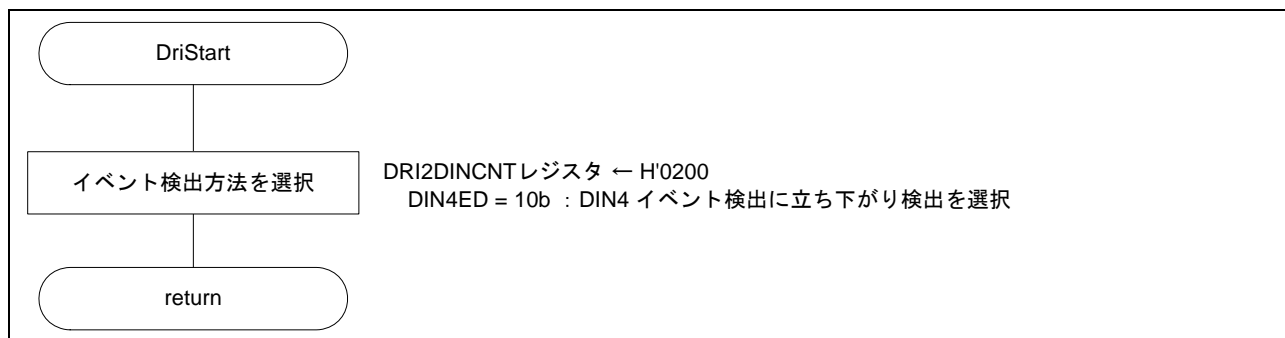 DriStart
イベント検出方法を選択
DRI2DINCNTレジスタ ← H'0200
DIN4ED = 10b : DIN4 イベント検出に立ち下がり検出を選択
return